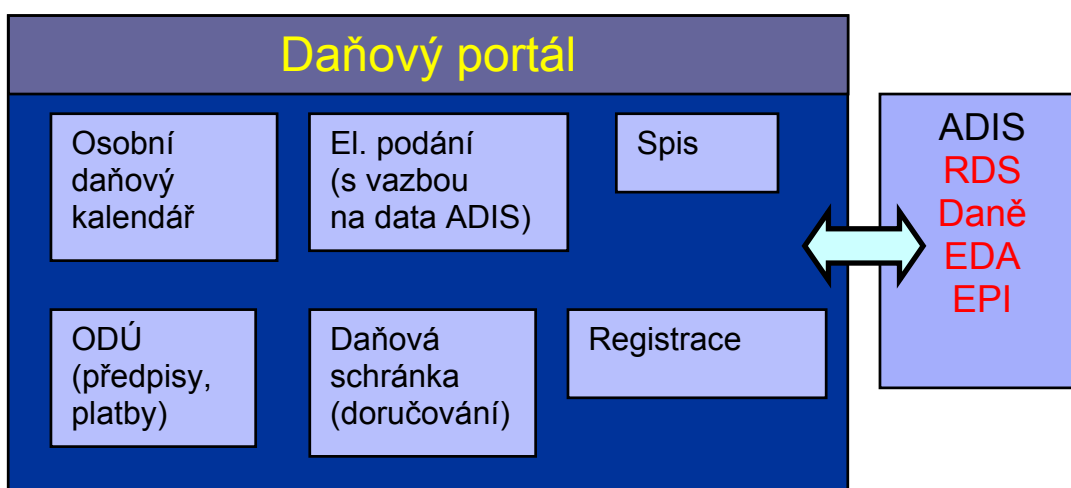 Daňový portál
Osobní
daňový
kalendář
El. podání
(s vazbou
na data ADIS)
Spis
ODÚ
(předpisy,
platby)
Daňová
schránka
(doručování)
Registrace
ADIS
RDS
Daně
EDA
EPI